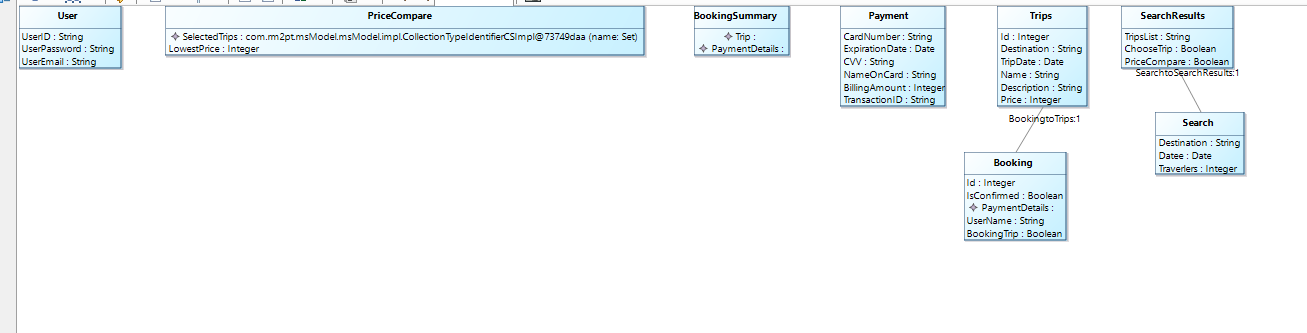 User
UserID : String
UserPassword : String
UserEmail : String
PriceCompare
SelectedTrips : com.rm2pt.msModel.msModel.impl.CollectionTypeIdentifierCSImpl@73749daa (name: Set)
LowestPrice : Integer
BookingSummary
Trip :
PaymentDetails :
Payment
CardNumber : String
ExpirationDate : Date
CVV : String
NameOnCard : String
BillingAmount : Integer
TransactionID : String
Trips
Id : Integer
Destination : String
TripDate : Date
Name : String
Description : String
Price : Integer
SearchResults
TripsList : String
ChooseTrip : Boolean
PriceCompare : Boolean
SearchtoSearchResults:1
BookingtoTrips:1
Search
Destination : String
Datee : Date
Traverlers : Integer
Booking
Id : Integer
IsConfirmed : Boolean
PaymentDetails :
UserName : String
BookingTrip : Boolean